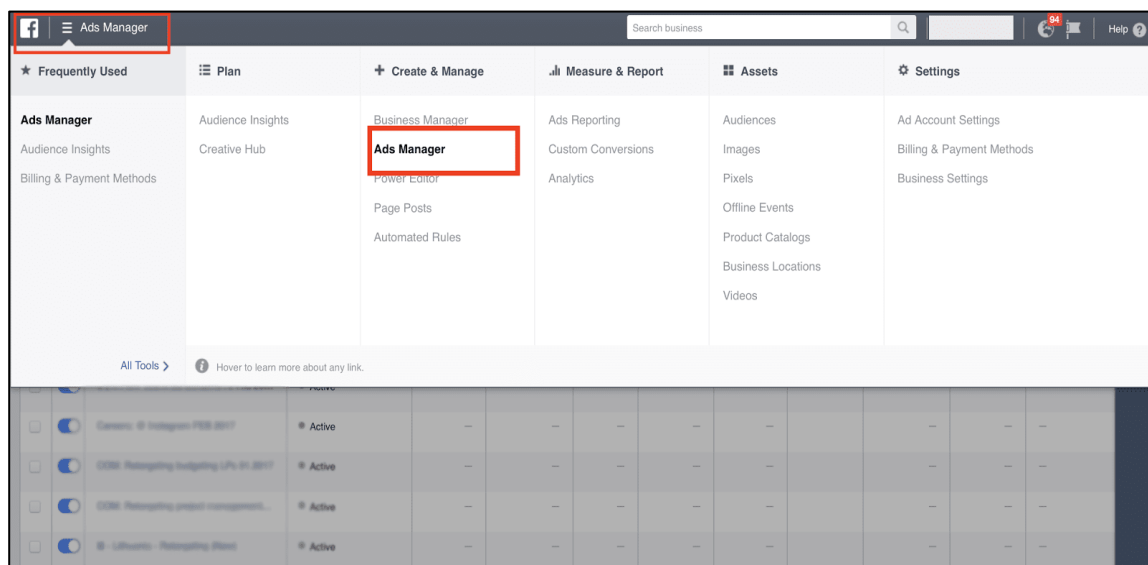 f Ads Manager Search business 94 Help ?
Frequently Used Plan Create & Manage Measure & Report Assets Settings
Ads Manager
Audience Insights
Billing & Payment Methods
All Tools
Audience Insights
Creative Hub
Business Manager
Ads Manager
Power Editor
Page Posts
Automated Rules
Ads Reporting
Custom Conversions
Analytics
Audiences
Images
Pixels
Offline Events
Product Catalogs
Business Locations
Videos
Ad Account Settings
Billing & Payment Methods
Business Settings
i Hover to learn more about any link.
Active
Active
Active
Active
Active